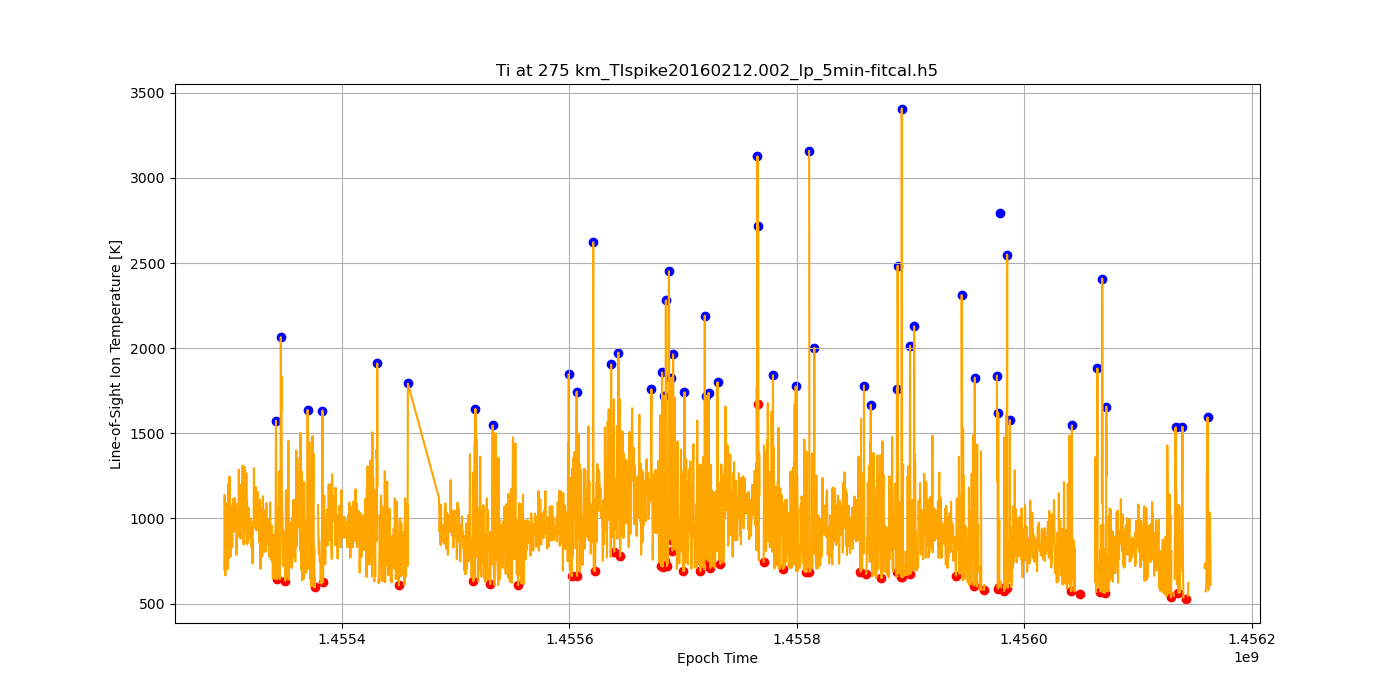 Ti at 275 km_TIspike20160212.002_lp_5min-fitcal.h5
3500
3000
2500
2000
1500
1000
500
Line-of-Sight Ion Temperature [K]
1.4554 1.4556 1.4558 1.4560 1.4562
1e9
Epoch Time